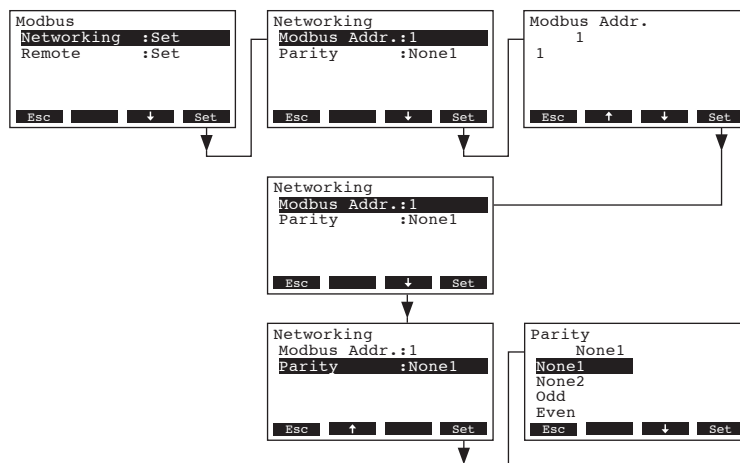 Modbus
Networking :Set
Remote :Set
Esc ↓ Set
Networking
Modbus Addr.:1
Parity :None1
Esc ↓ Set
Modbus Addr.
1
1
Esc ↑ ↓ Set
Networking
Modbus Addr.:1
Parity :None1
Esc ↓ Set
Networking
Modbus Addr.:1
Parity :None1
Esc ↑ Set
Parity
None1
None1
None2
Odd
Even
Esc ↓ Set